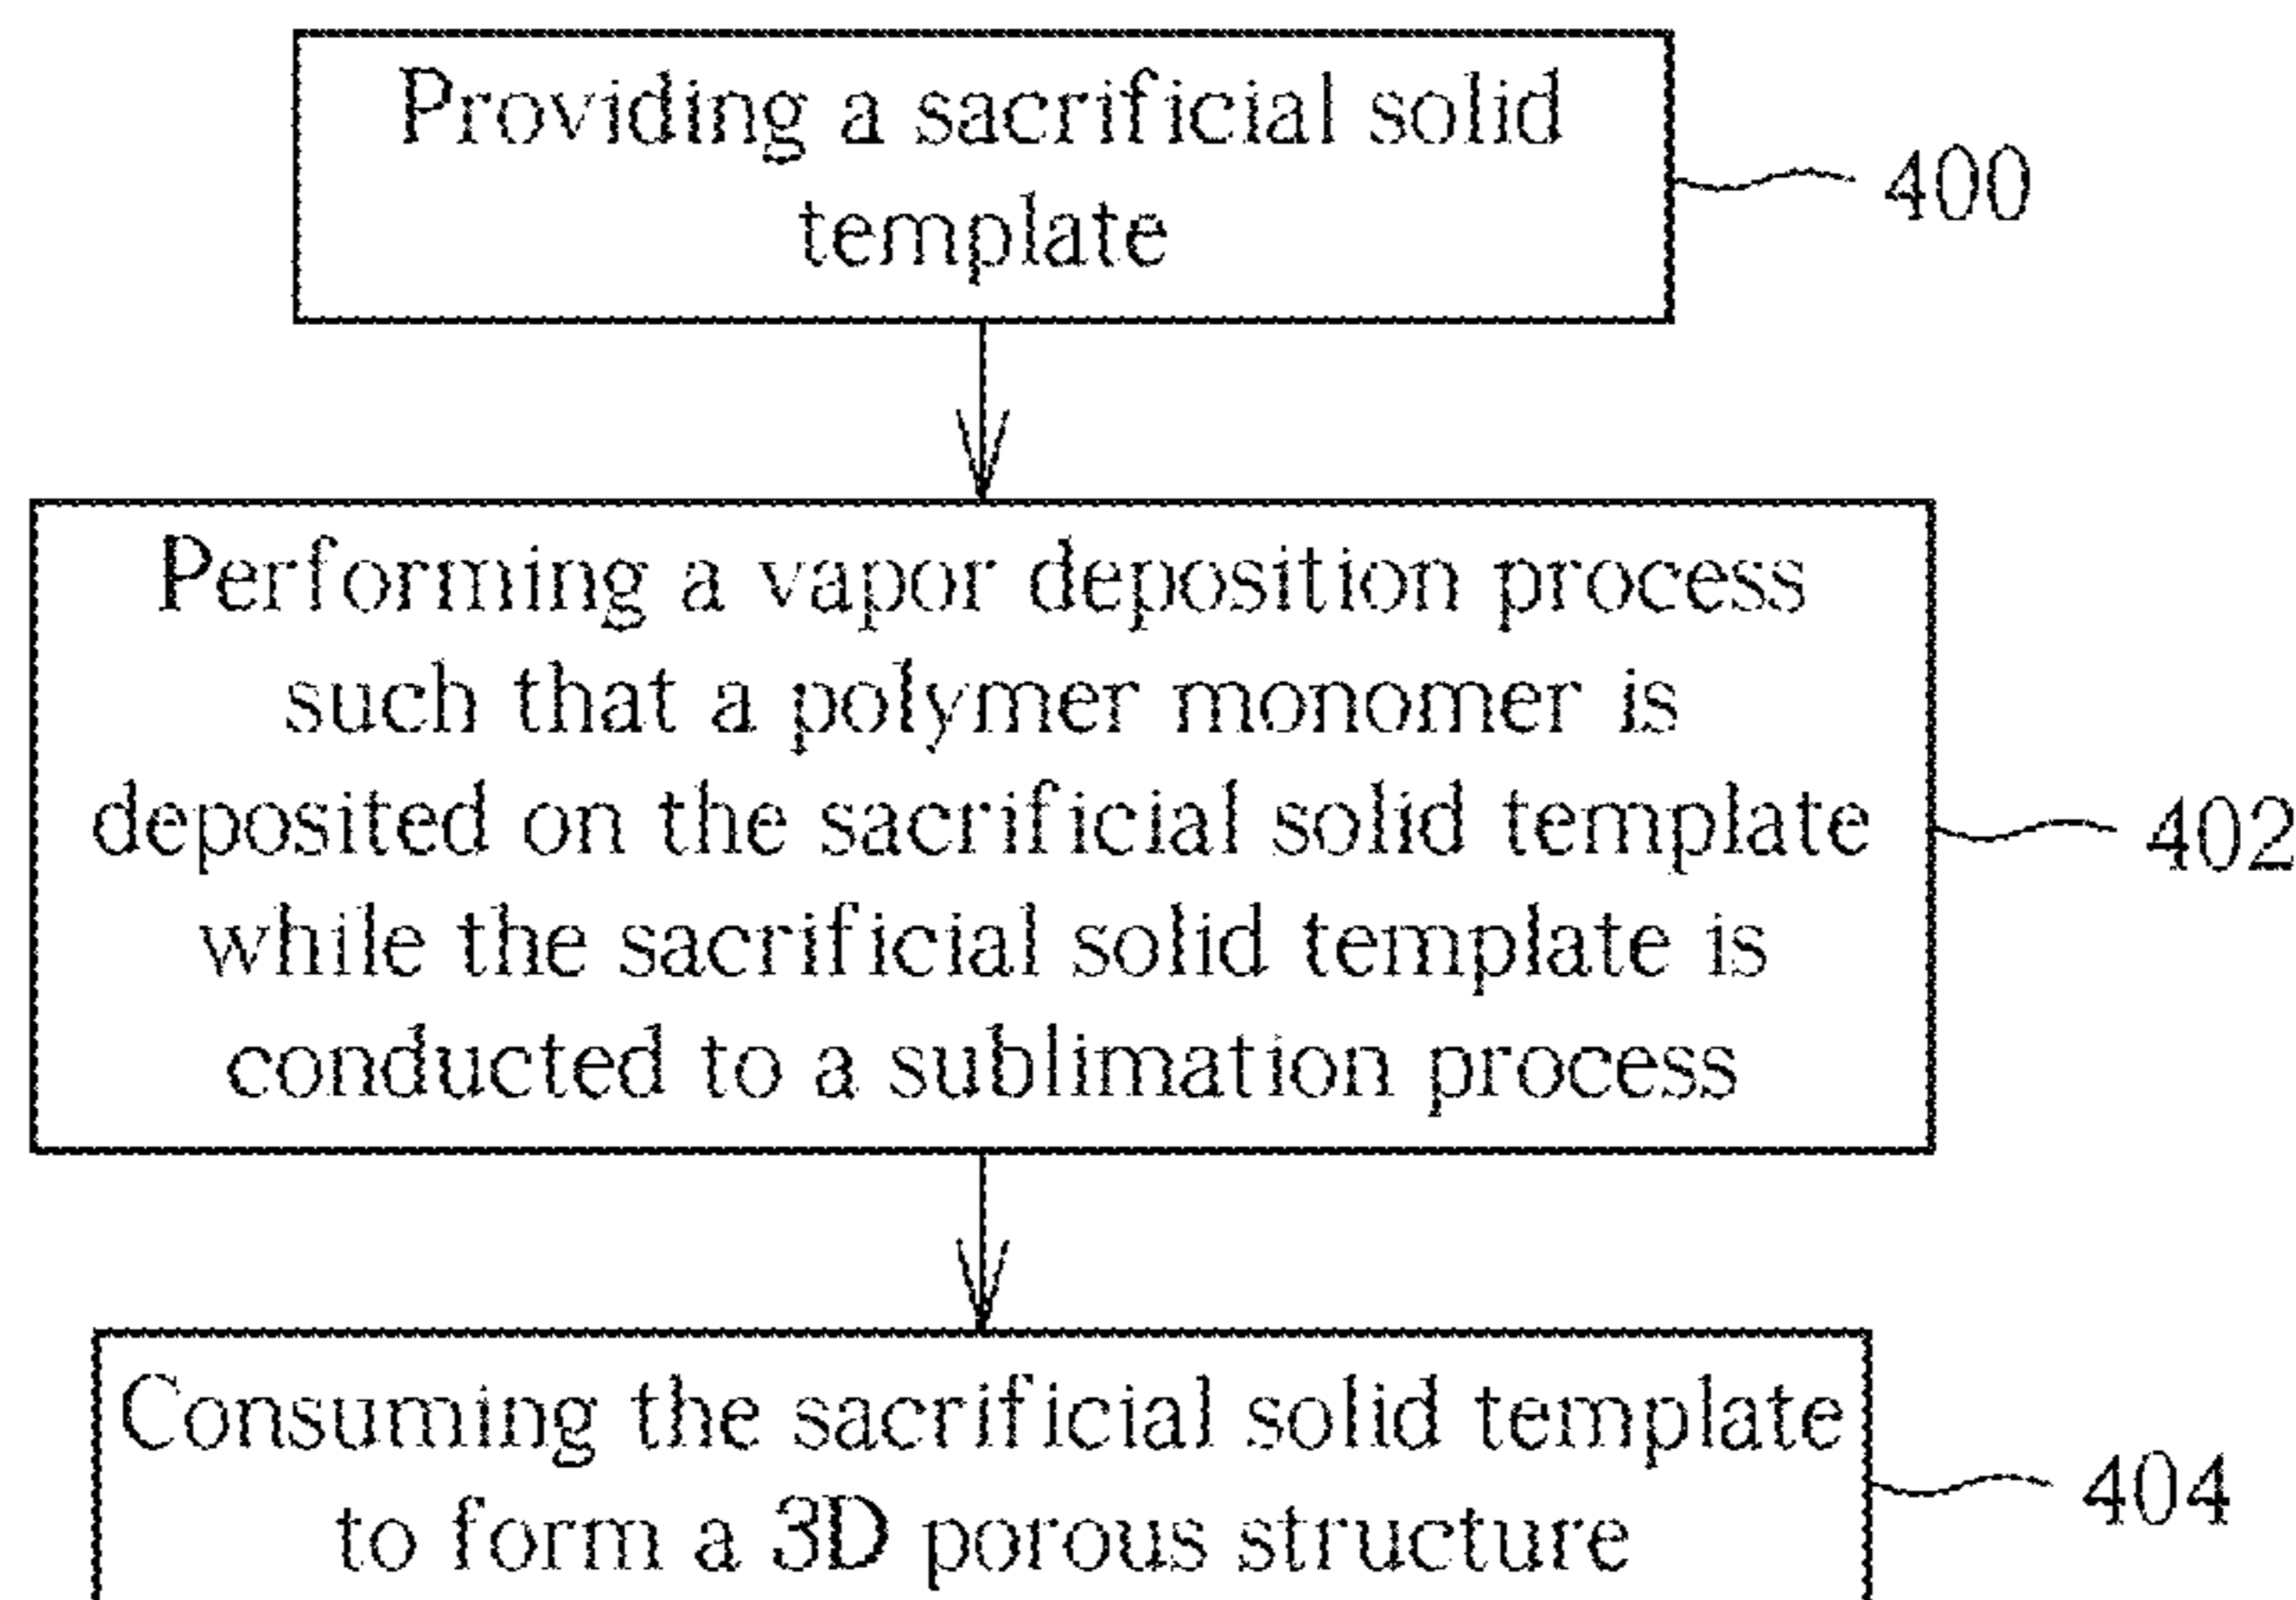 Providing a sacrificial solid
template
400
Performing a vapor deposition process
such that a polymer monomer is
deposited on the sacrificial solid template
while the sacrificial solid template is
conducted to a sublimation process
402
Consuming the sacrificial solid template
to form a 3D porous structure
404